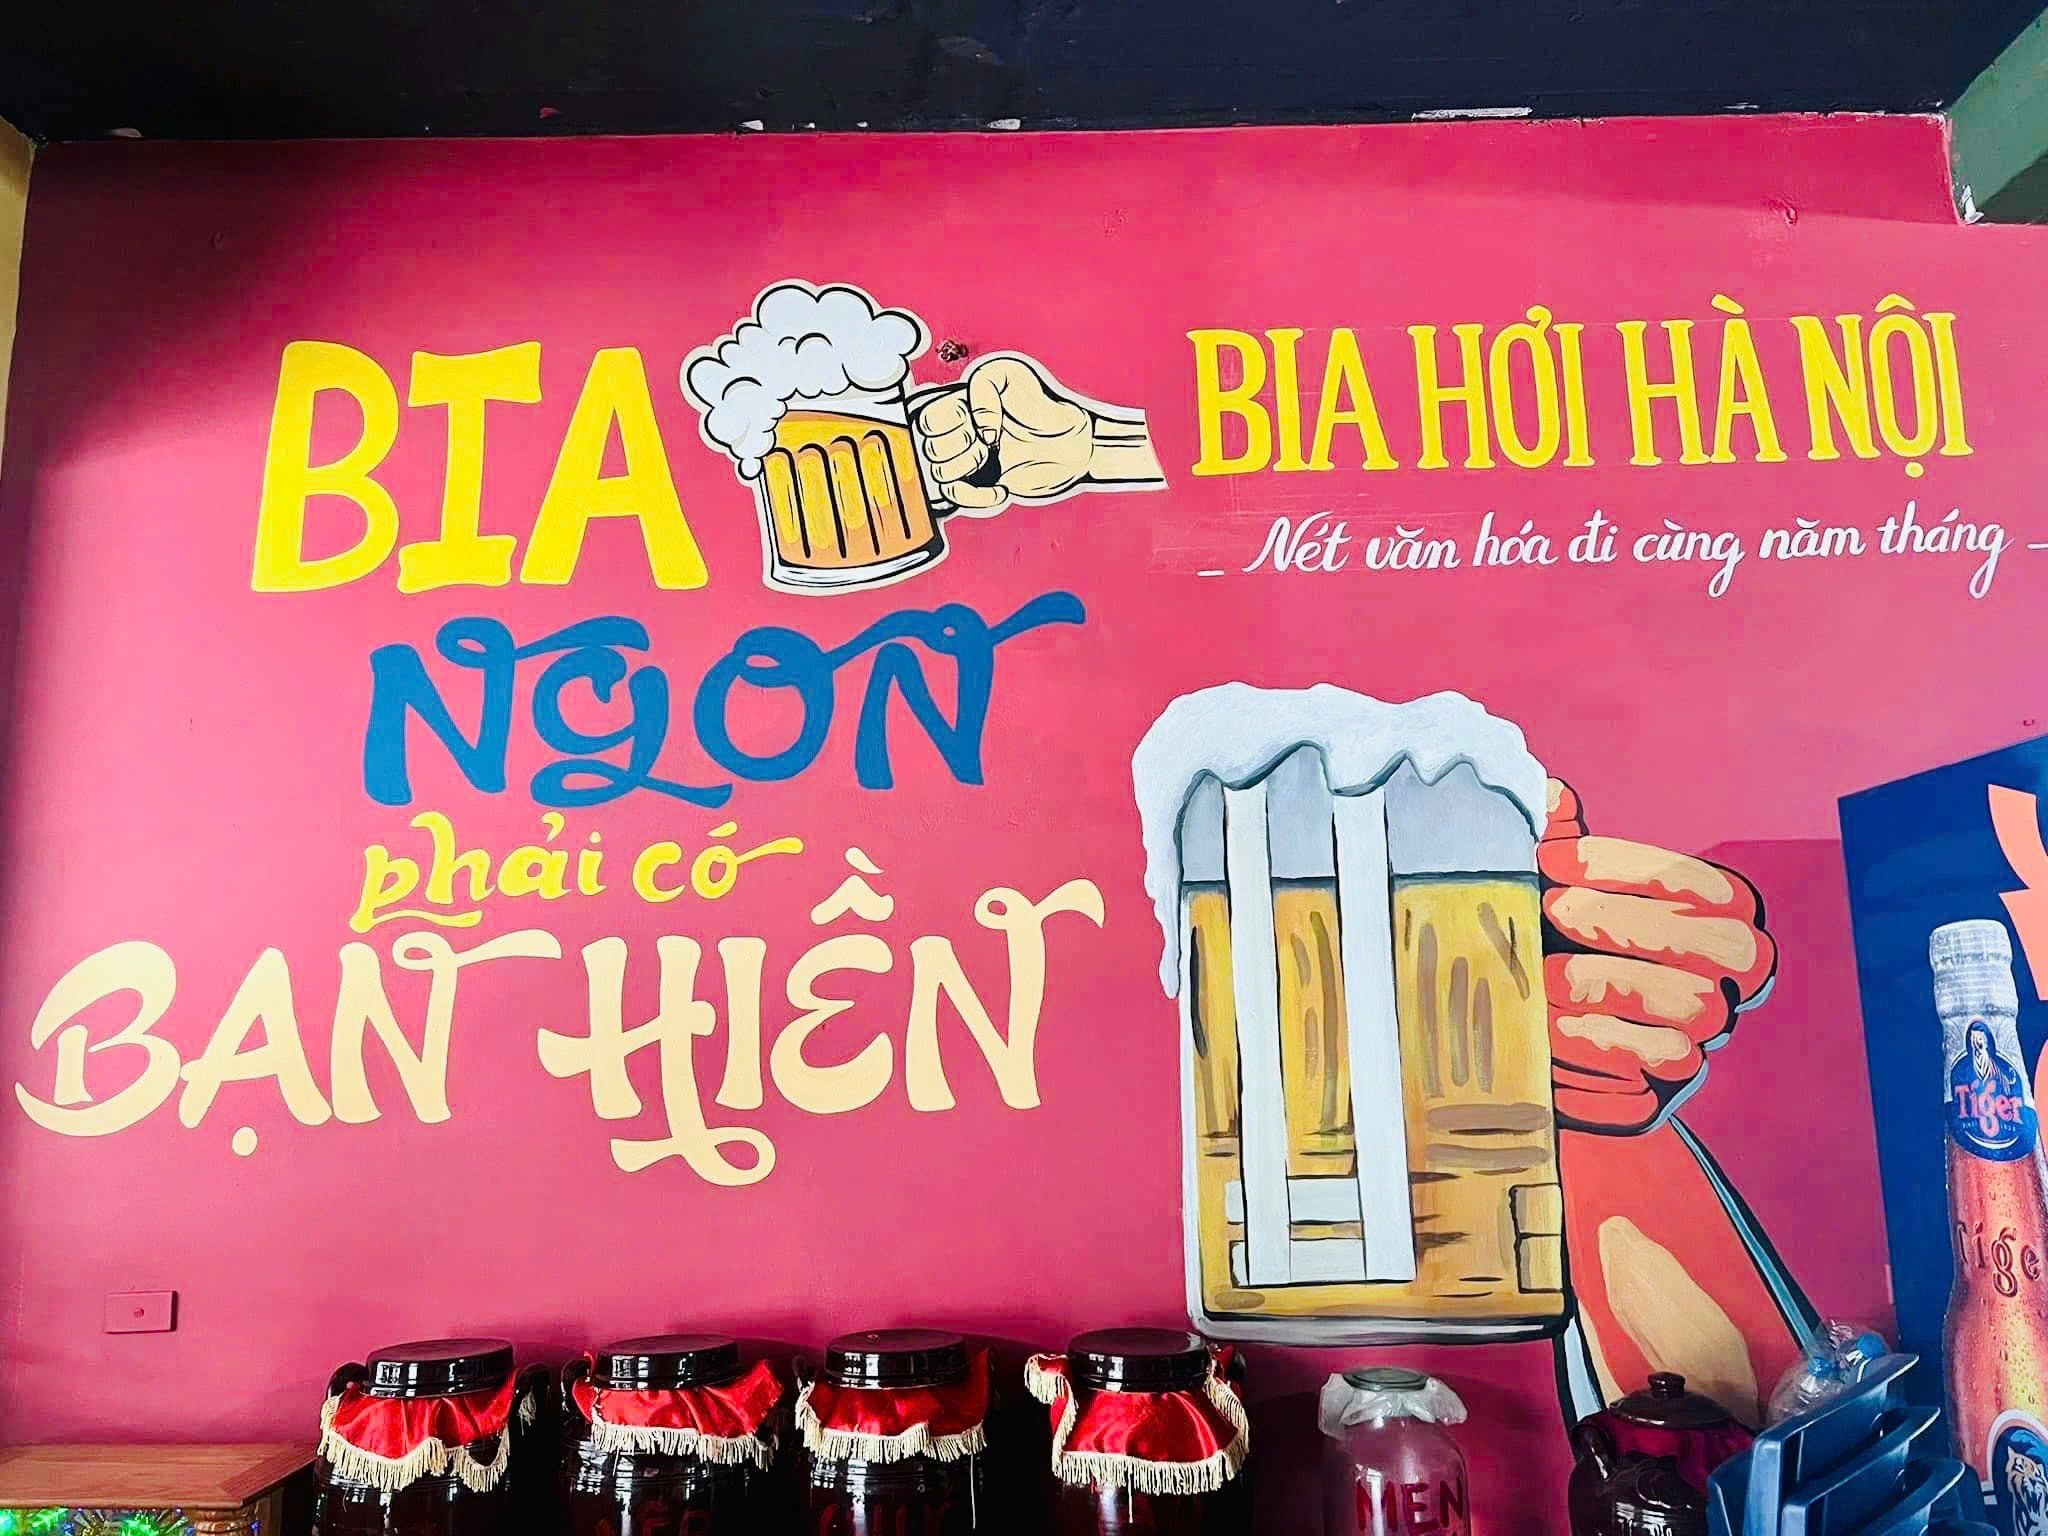 BIA
NGON
phải có
BẠN HIỀN
BIA HƠI HÀ NỘI
_ Nét văn hóa đi cùng năm tháng _
Tiger
Tige
MEN